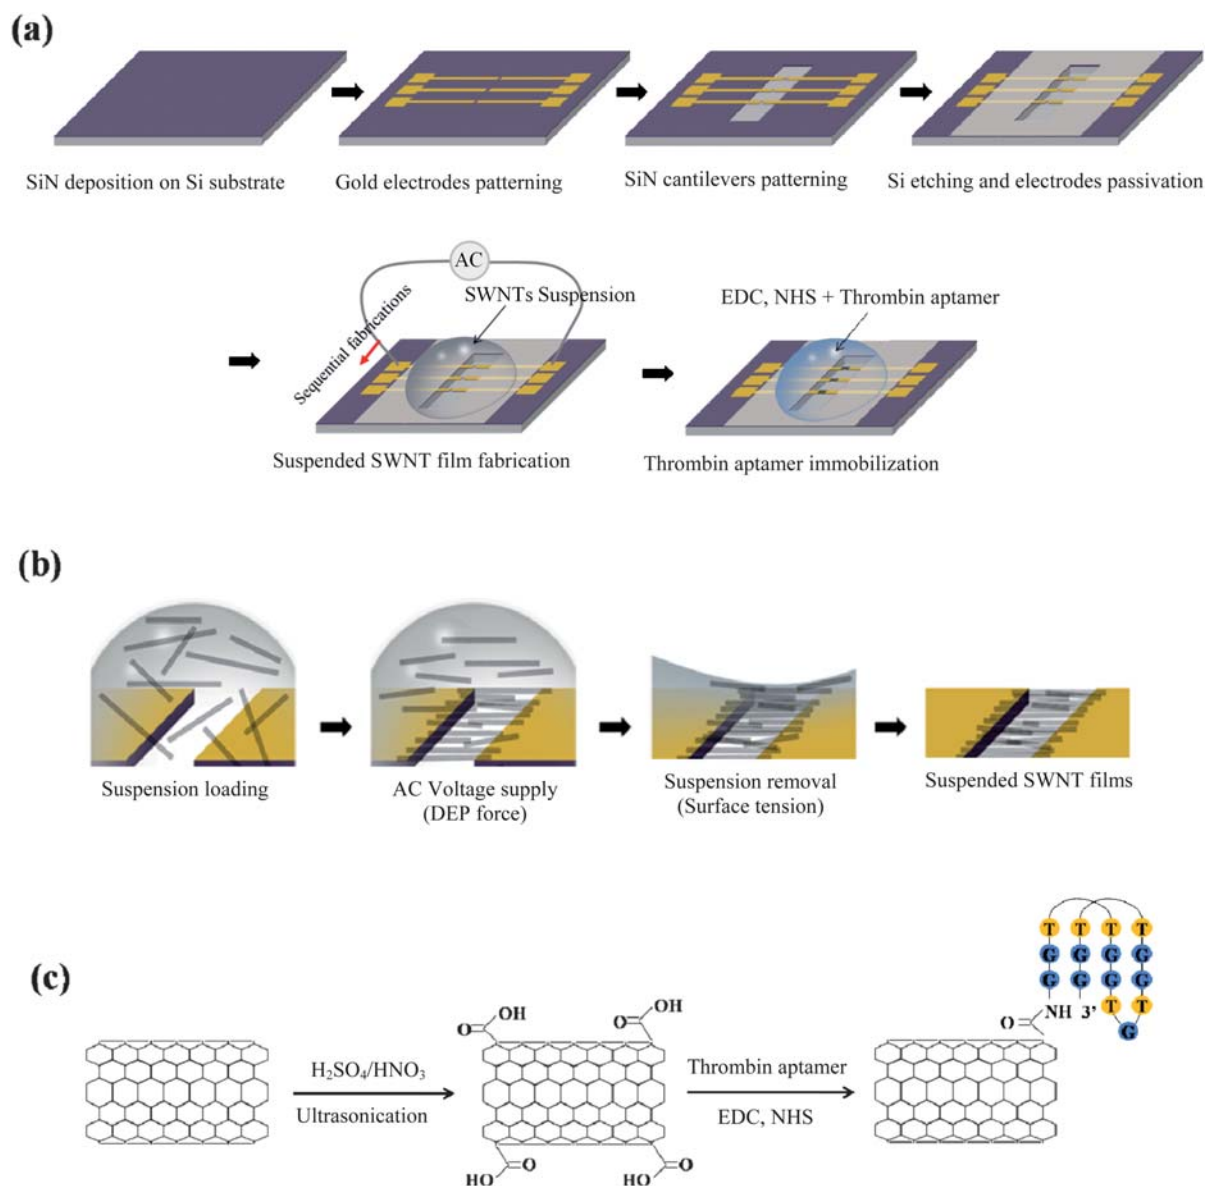 (a)
SiN deposition on Si substrate
Gold electrodes patterning
SiN cantilevers patterning
Si etching and electrodes passivation
AC
SWNTs Suspension
Sequential fabrications
Suspended SWNT film fabrication
EDC, NHS + Thrombin aptamer
Thrombin aptamer immobilization
(b)
Suspension loading
AC Voltage supply
(DEP force)
Suspension removal
(Surface tension)
Suspended SWNT films
(c)
H₂SO₄/HNO₃
Ultrasonication
O OH
O OH
HO O
HO O
Thrombin aptamer
EDC, NHS
T T T T
G G G G
G G G G
O NH 3' T T
G